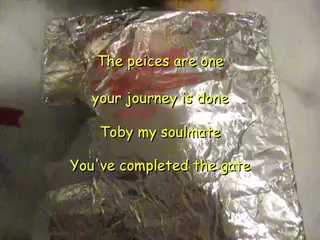 The peices are one
your journey is done
Toby my soulmate
You've completed the gate